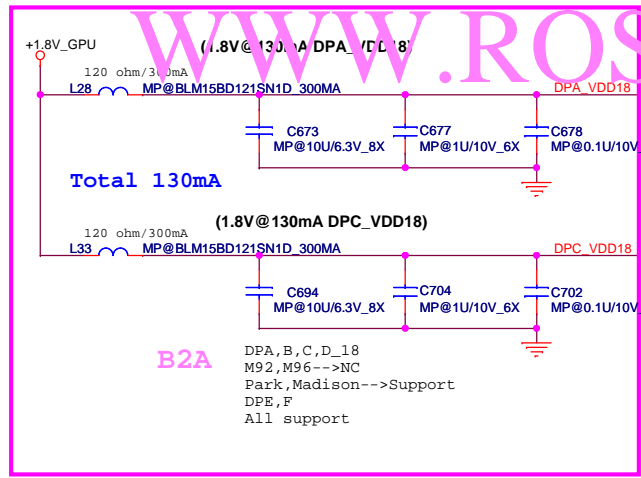 WWW.ROS
+1.8V_GPU
(1.8V@130mA DPA_VDD18)
120 ohm/300mA
L28
MP@BLM15BD121SN1D_300MA
DPA_VDD18
C673
MP@10U/6.3V_8X
C677
MP@1U/10V_6X
C678
MP@0.1U/10V
Total 130mA
(1.8V@130mA DPC_VDD18)
120 ohm/300mA
L33
MP@BLM15BD121SN1D_300MA
DPC_VDD18
C694
MP@10U/6.3V_8X
C704
MP@1U/10V_6X
C702
MP@0.1U/10V
B2A
DPA,B,C,D_18
M92,M96-->NC
Park,Madison-->Support
DPE,F
All support